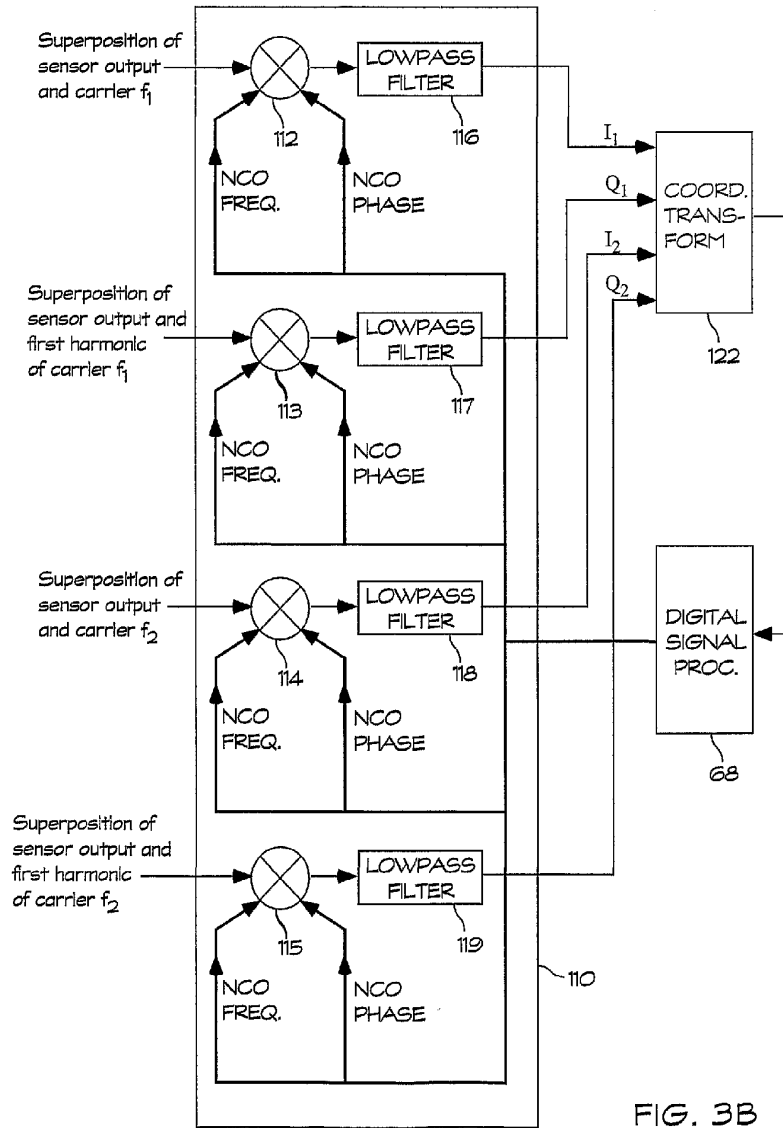 Superposition of
sensor output
and carrier f1
112
LOWPASS
FILTER
116
NCO
FREQ.
NCO
PHASE
I1
Q1
I2
Q2
COORD.
TRANS-
FORM
122
Superposition of
sensor output and
first harmonic
of carrier f1
113
LOWPASS
FILTER
117
NCO
FREQ.
NCO
PHASE
Superposition of
sensor output
and carrier f2
114
LOWPASS
FILTER
118
NCO
FREQ.
NCO
PHASE
DIGITAL
SIGNAL
PROC.
68
Superposition of
sensor output and
first harmonic
of carrier f2
115
LOWPASS
FILTER
119
NCO
FREQ.
NCO
PHASE
110
FIG. 3B